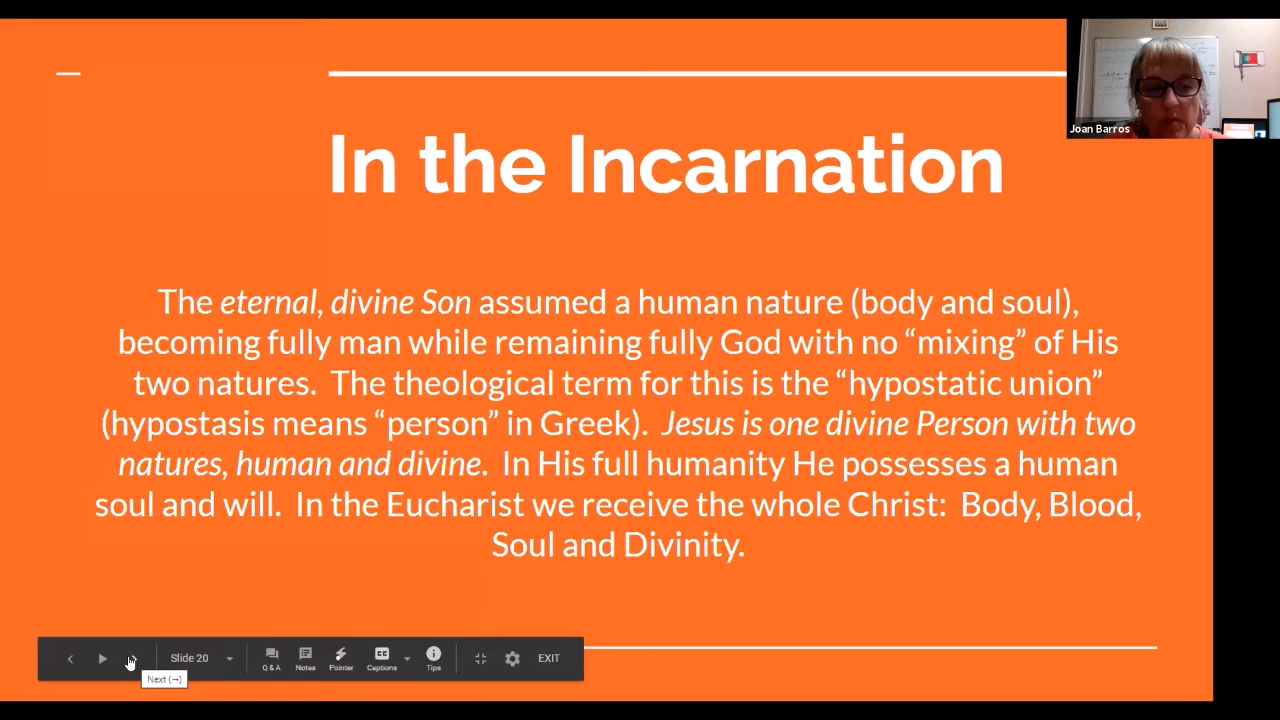 Joan Barros
In the Incarnation
The eternal, divine Son assumed a human nature (body and soul),
becoming fully man while remaining fully God with no “mixing” of His
two natures. The theological term for this is the “hypostatic union”
(hypostasis means “person” in Greek). Jesus is one divine Person with two
natures, human and divine. In His full humanity He possesses a human
soul and will. In the Eucharist we receive the whole Christ: Body, Blood,
Soul and Divinity.
Slide 20
Q & A
Notes
Pointer
CC
Captions
Tips
EXIT
Next (→)